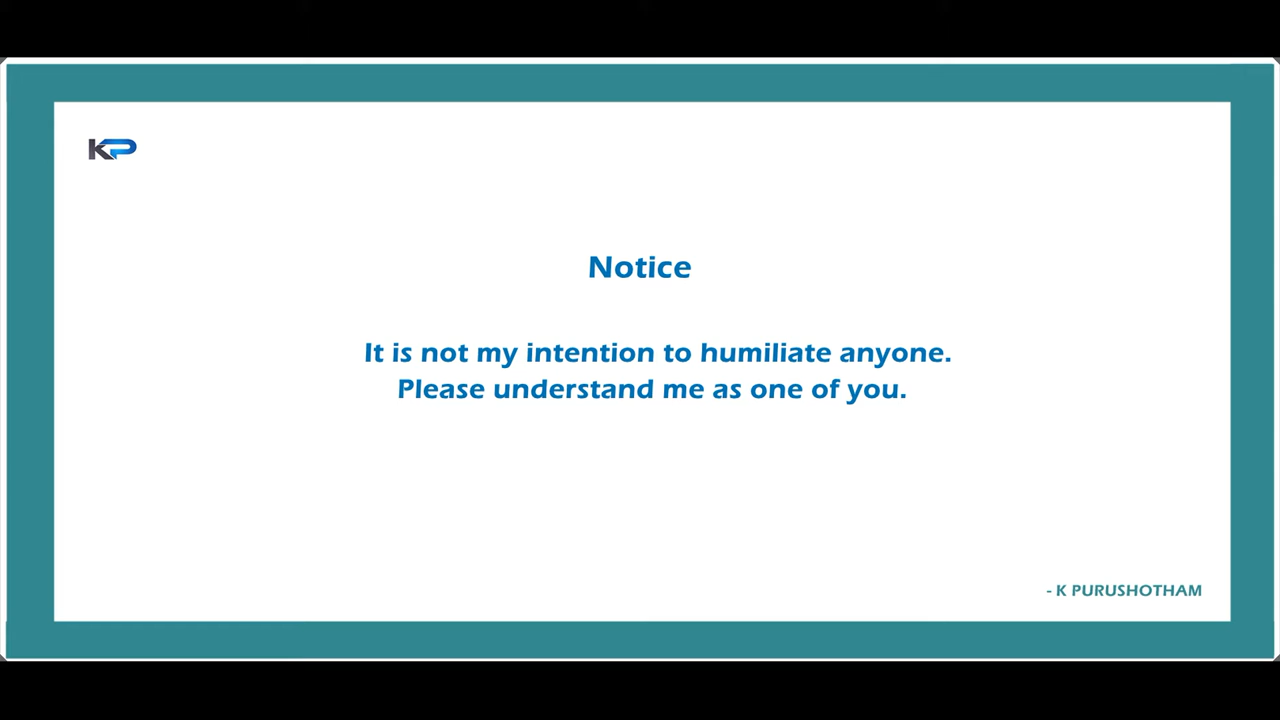 KP
Notice
It is not my intention to humiliate anyone.
Please understand me as one of you.
- K PURUSHOTHAM